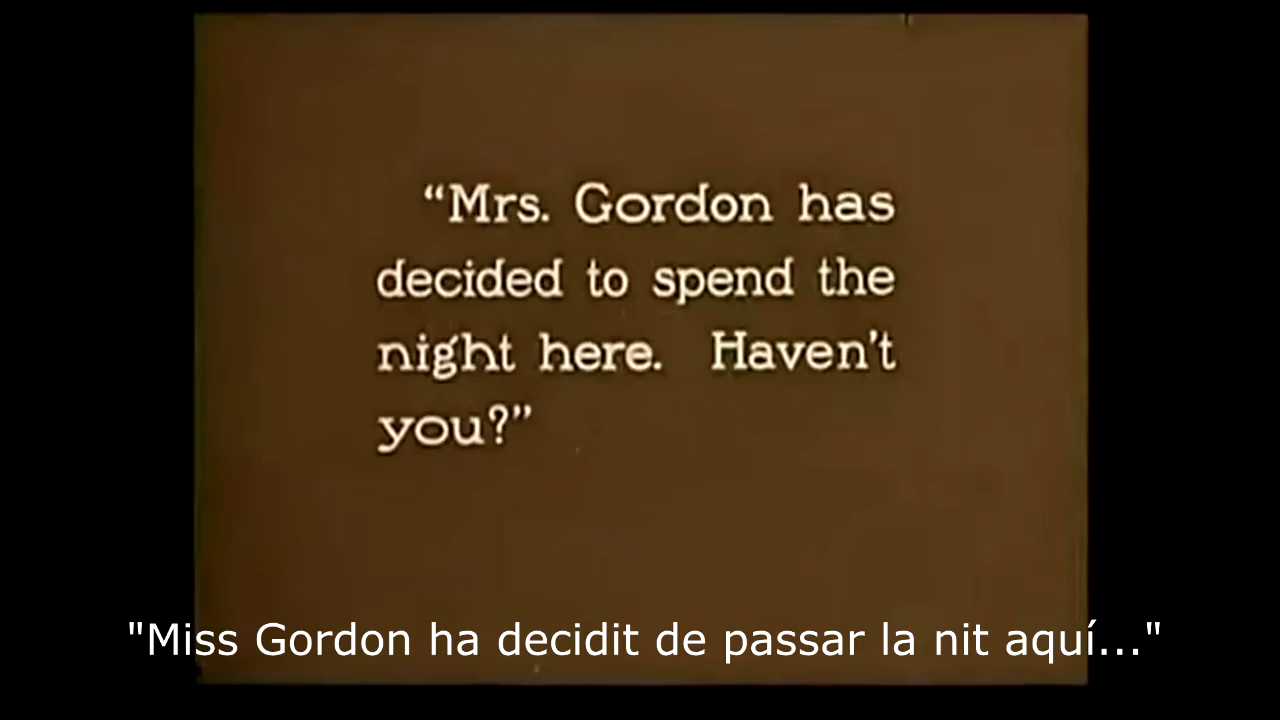 “Mrs. Gordon has
decided to spend the
night here. Haven't
you?”
"Miss Gordon ha decidit de passar la nit aquí..."